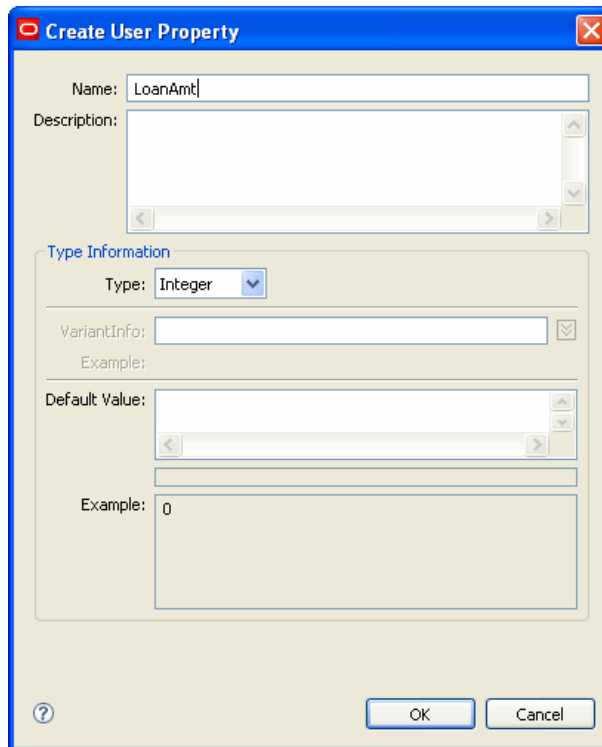 Create User Property
Name: LoanAmt
Description:
Type Information
Type: Integer
VariantInfo:
Example:
Default Value:
Example: 0
OK Cancel